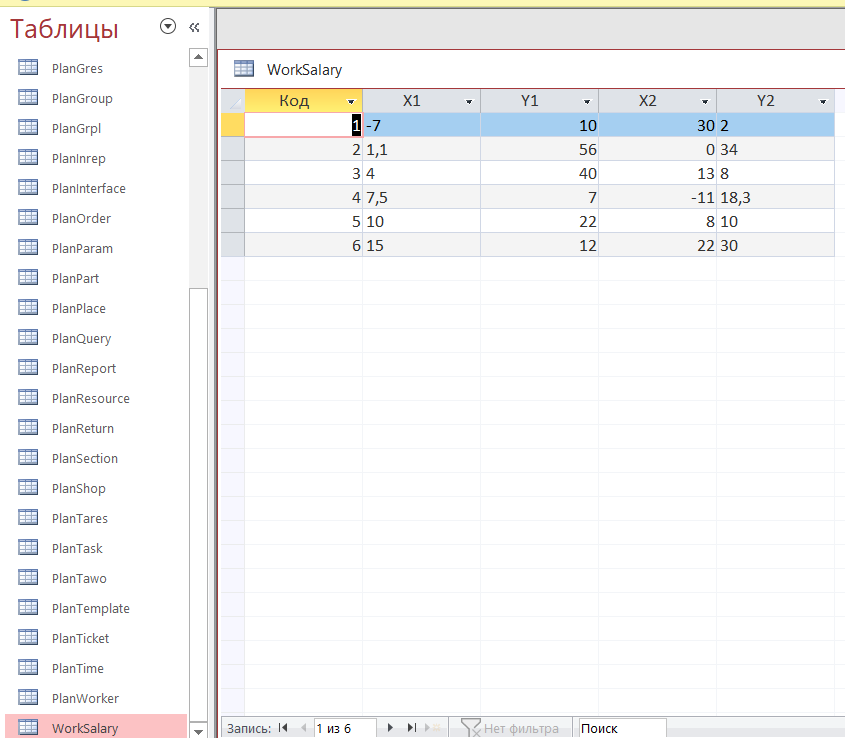 Таблицы
PlanGres
PlanGroup
PlanGrpl
PlanInrep
PlanInterface
PlanOrder
PlanParam
PlanPart
PlanPlace
PlanQuery
PlanReport
PlanResource
PlanReturn
PlanSection
PlanShop
PlanTares
PlanTask
PlanTawo
PlanTemplate
PlanTicket
PlanTime
PlanWorker
WorkSalary
WorkSalary
Код X1 Y1 X2 Y2
1 -7 10 30 2
2 1,1 56 0 34
3 4 40 13 8
4 7,5 7 -11 18,3
5 10 22 8 10
6 15 12 22 30
Запись: 1 из 6 Нет фильтра Поиск